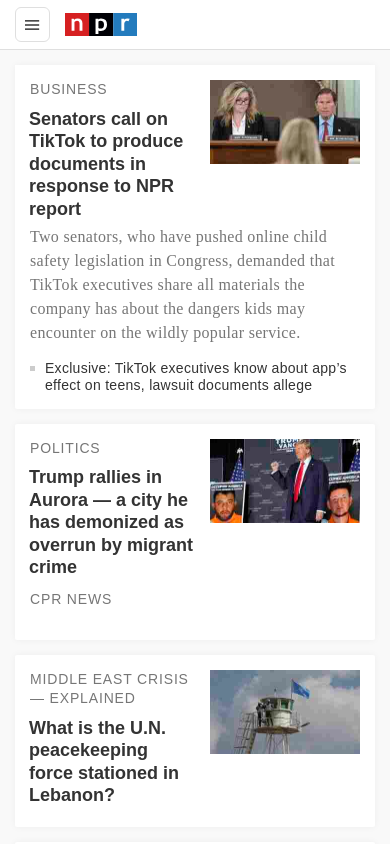 npr
BUSINESS
Senators call on
TikTok to produce
documents in
response to NPR
report
Two senators, who have pushed online child
safety legislation in Congress, demanded that
TikTok executives share all materials the
company has about the dangers kids may
encounter on the wildly popular service.
Exclusive: TikTok executives know about app’s
effect on teens, lawsuit documents allege
POLITICS
Trump rallies in
Aurora — a city he
has demonized as
overrun by migrant
crime
CPR NEWS
MIDDLE EAST CRISIS
— EXPLAINED
What is the U.N.
peacekeeping
force stationed in
Lebanon?